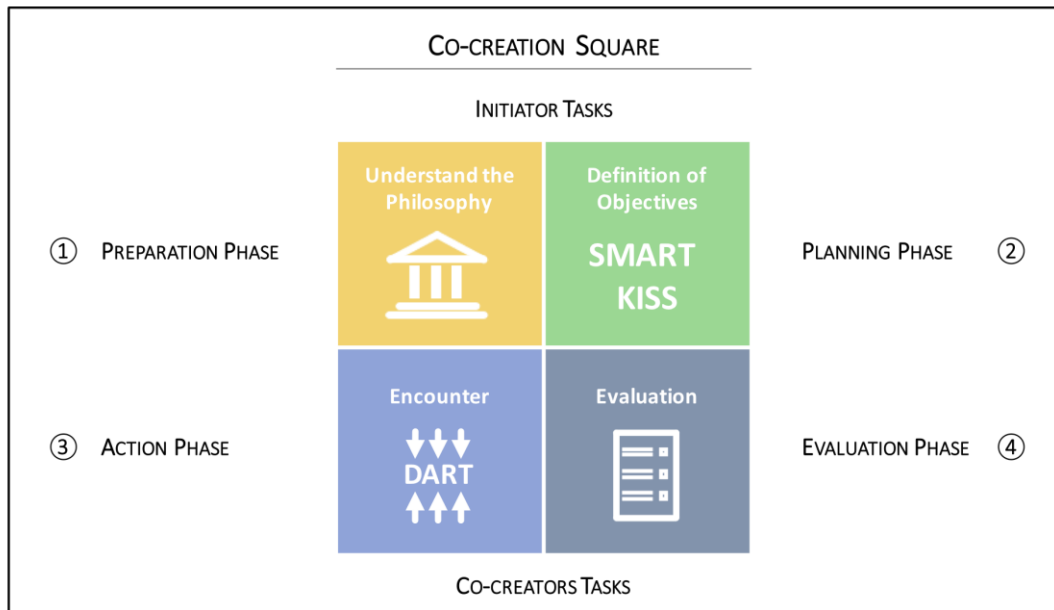 CO-CREATION SQUARE
INITIATOR TASKS
① PREPARATION PHASE
Understand the
Philosophy
Definition of
Objectives
SMART
KISS
PLANNING PHASE ②
③ ACTION PHASE
Encounter
DART
Evaluation
EVALUATION PHASE ④
CO-CREATORS TASKS